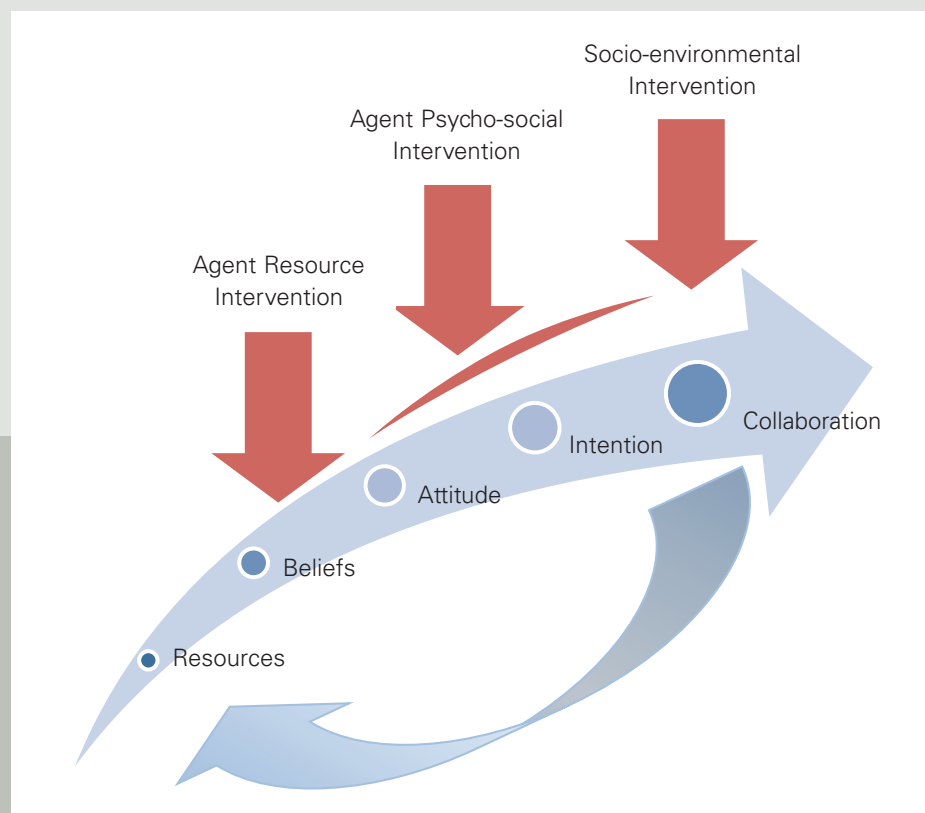 Socio-environmental
Intervention
Agent Psycho-social
Intervention
Agent Resource
Intervention
Collaboration
Intention
Attitude
Beliefs
Resources